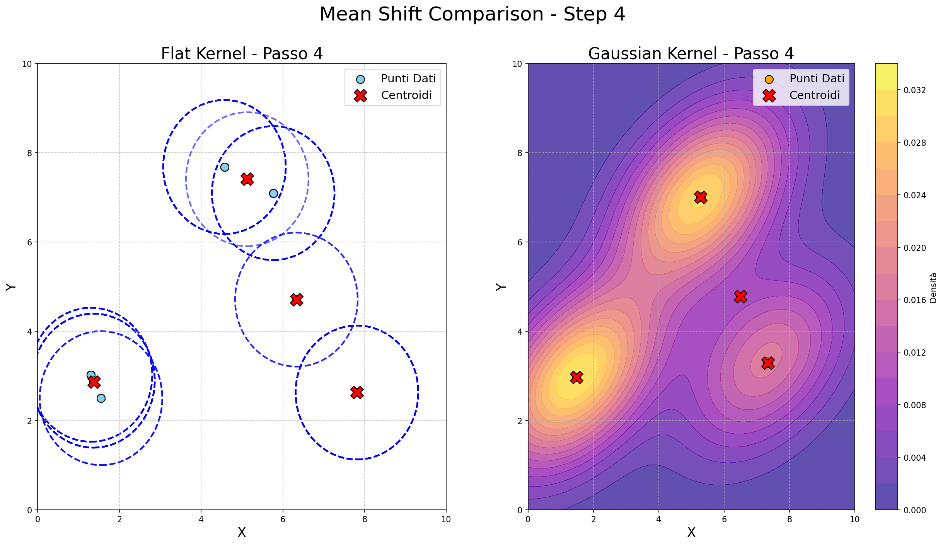 Mean Shift Comparison - Step 4
Flat Kernel - Passo 4
Punti Dati
Centroidi
10
8
6
4
2
0
Y
0 2 4 6 8 10
X
Gaussian Kernel - Passo 4
Punti Dati
Centroidi
10
8
6
4
2
0
Y
0 2 4 6 8 10
X
0.032
0.028
0.024
0.020
0.016
0.012
0.008
0.004
0.000
Densità